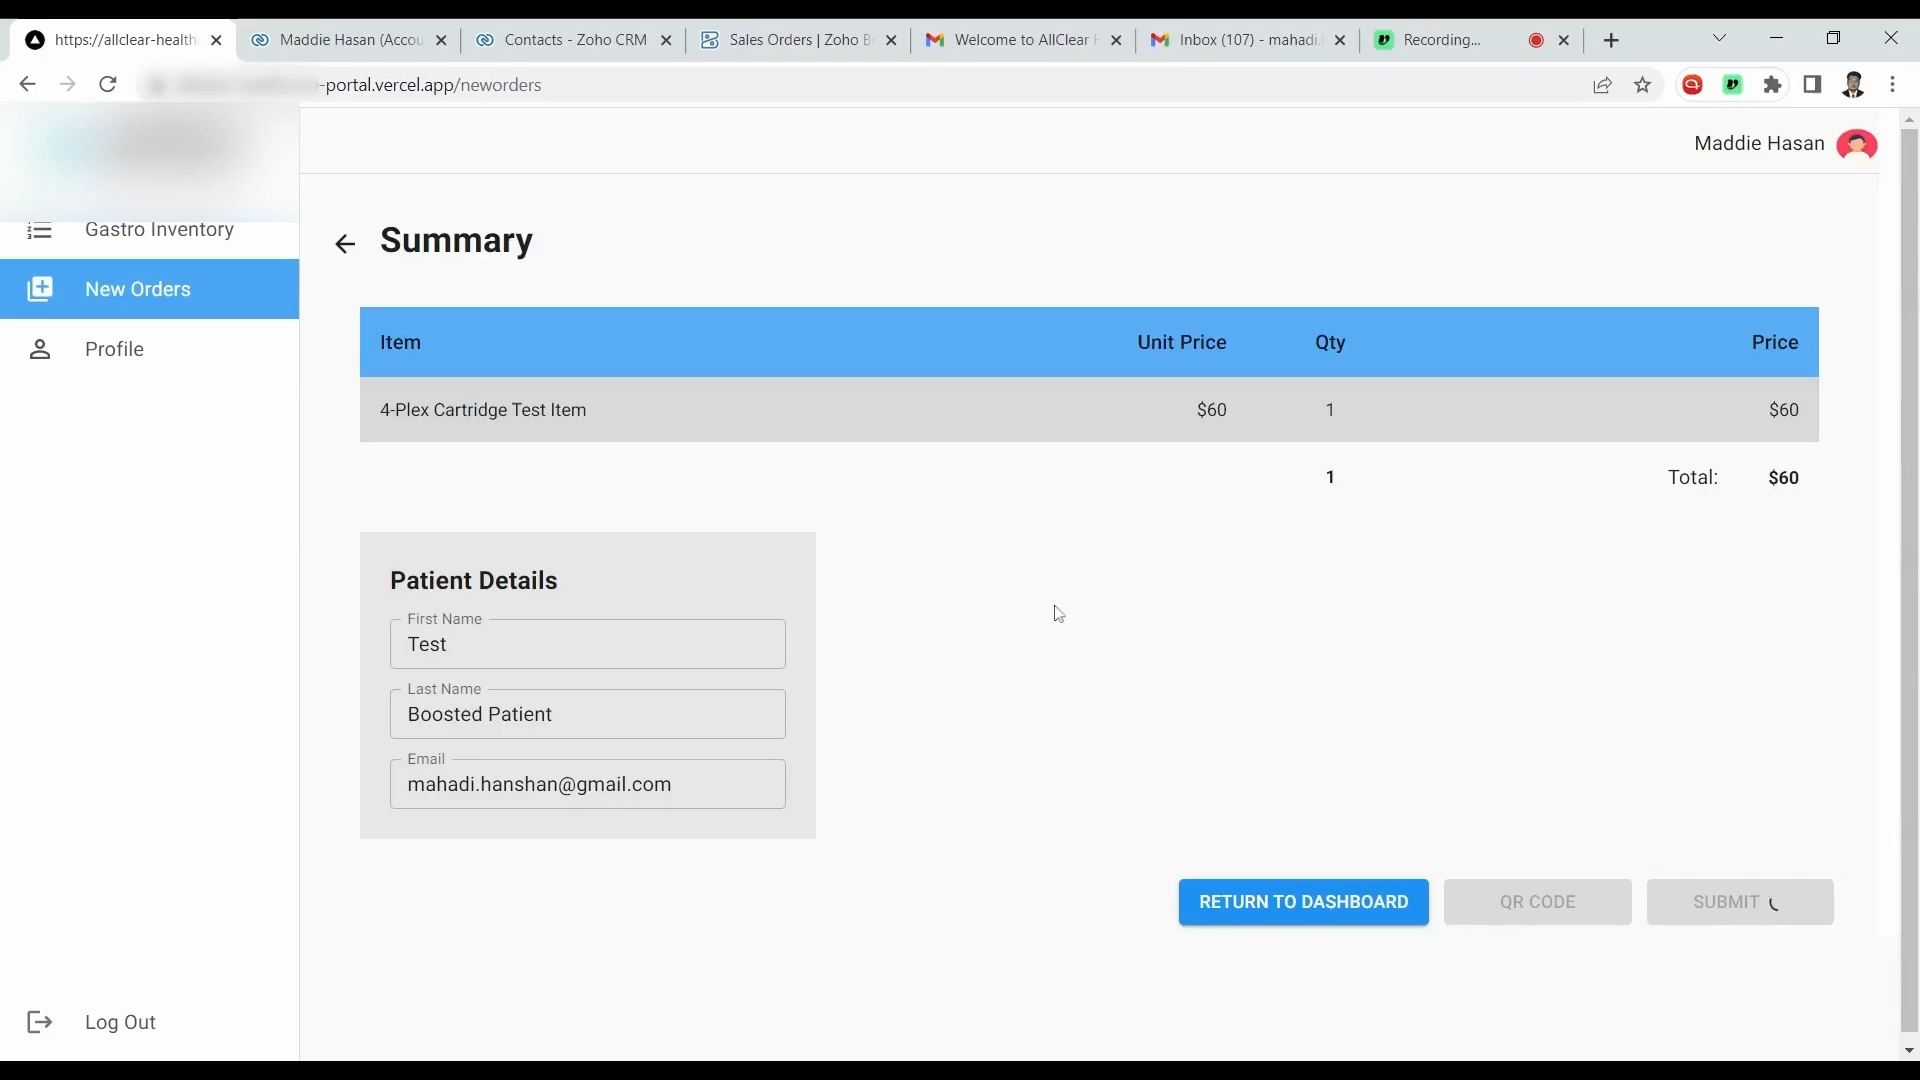 https://allclear-health
Maddie Hasan (Accou
Contacts - Zoho CRM
Sales Orders | Zoho B
Welcome to AllClear H
Inbox (107) - mahadi.
Recording...
-portal.vercel.app/neworders
Maddie Hasan
Gastro Inventory
New Orders
Profile
Log Out
Summary
Item Unit Price Qty Price
4-Plex Cartridge Test Item $60 1 $60
1 Total: $60
Patient Details
First Name
Test
Last Name
Boosted Patient
Email
mahadi.hanshan@gmail.com
RETURN TO DASHBOARD
QR CODE
SUBMIT